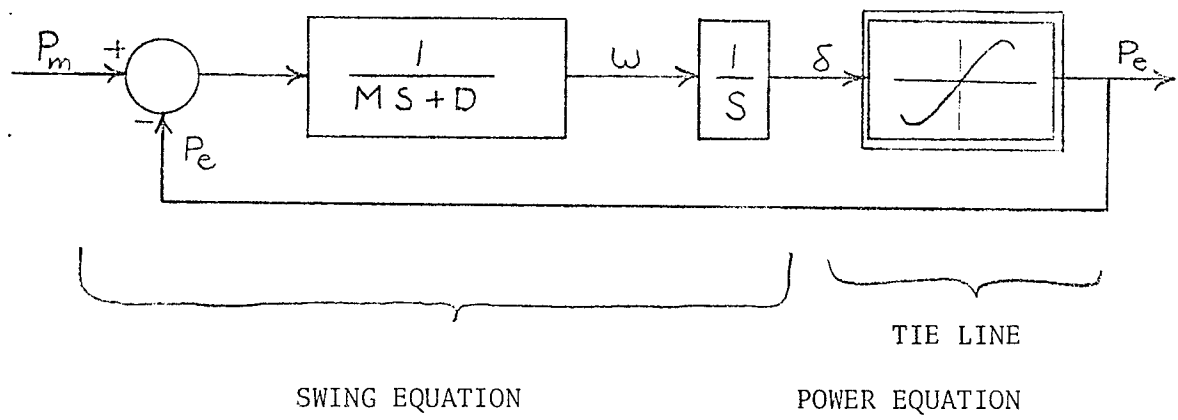 Pm + 1 / MS+D ω 1 / S δ Pe
- Pe
TIE LINE
SWING EQUATION POWER EQUATION